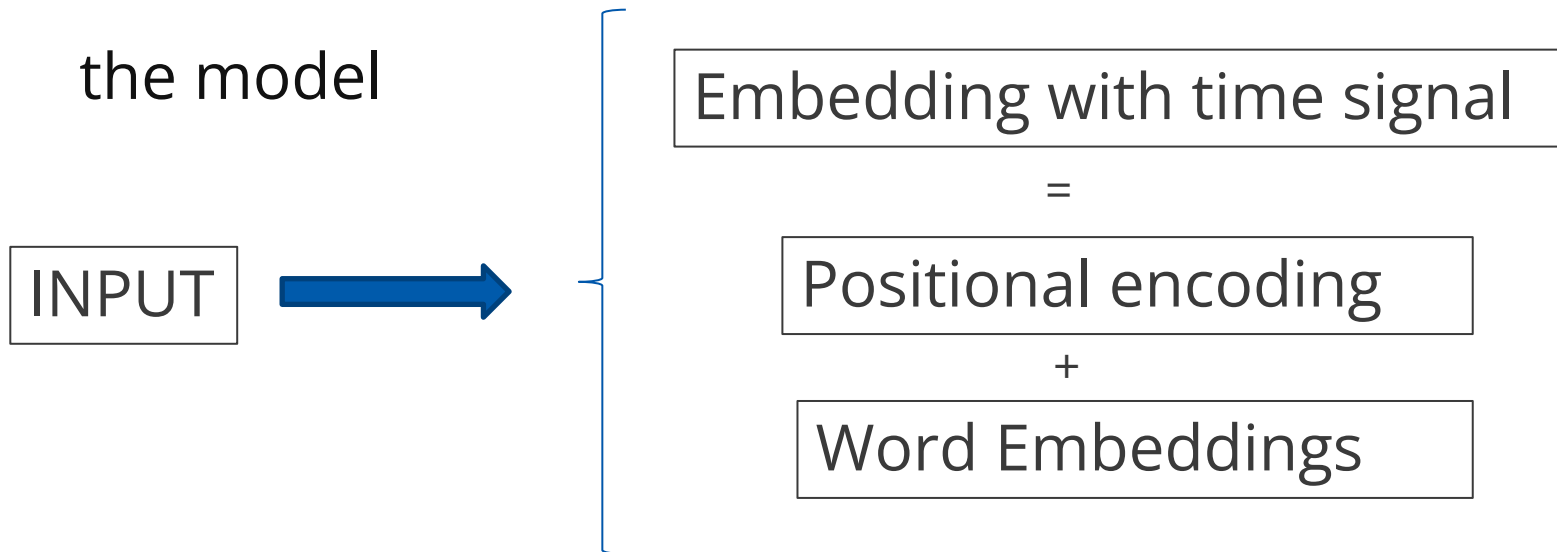 the model
INPUT
Embedding with time signal
=
Positional encoding
+
Word Embeddings